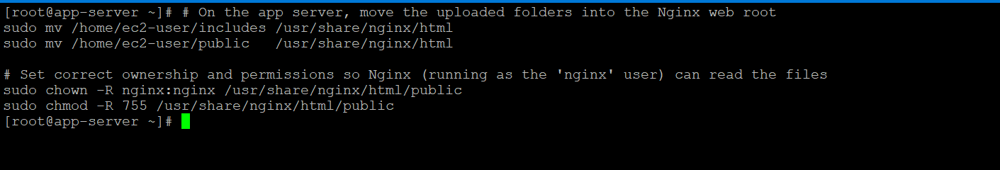 [root@app-server ~]# # On the app server, move the uploaded folders into the Nginx web root
sudo mv /home/ec2-user/includes /usr/share/nginx/html
sudo mv /home/ec2-user/public   /usr/share/nginx/html

# Set correct ownership and permissions so Nginx (running as the 'nginx' user) can read the files
sudo chown -R nginx:nginx /usr/share/nginx/html/public
sudo chmod -R 755 /usr/share/nginx/html/public
[root@app-server ~]#